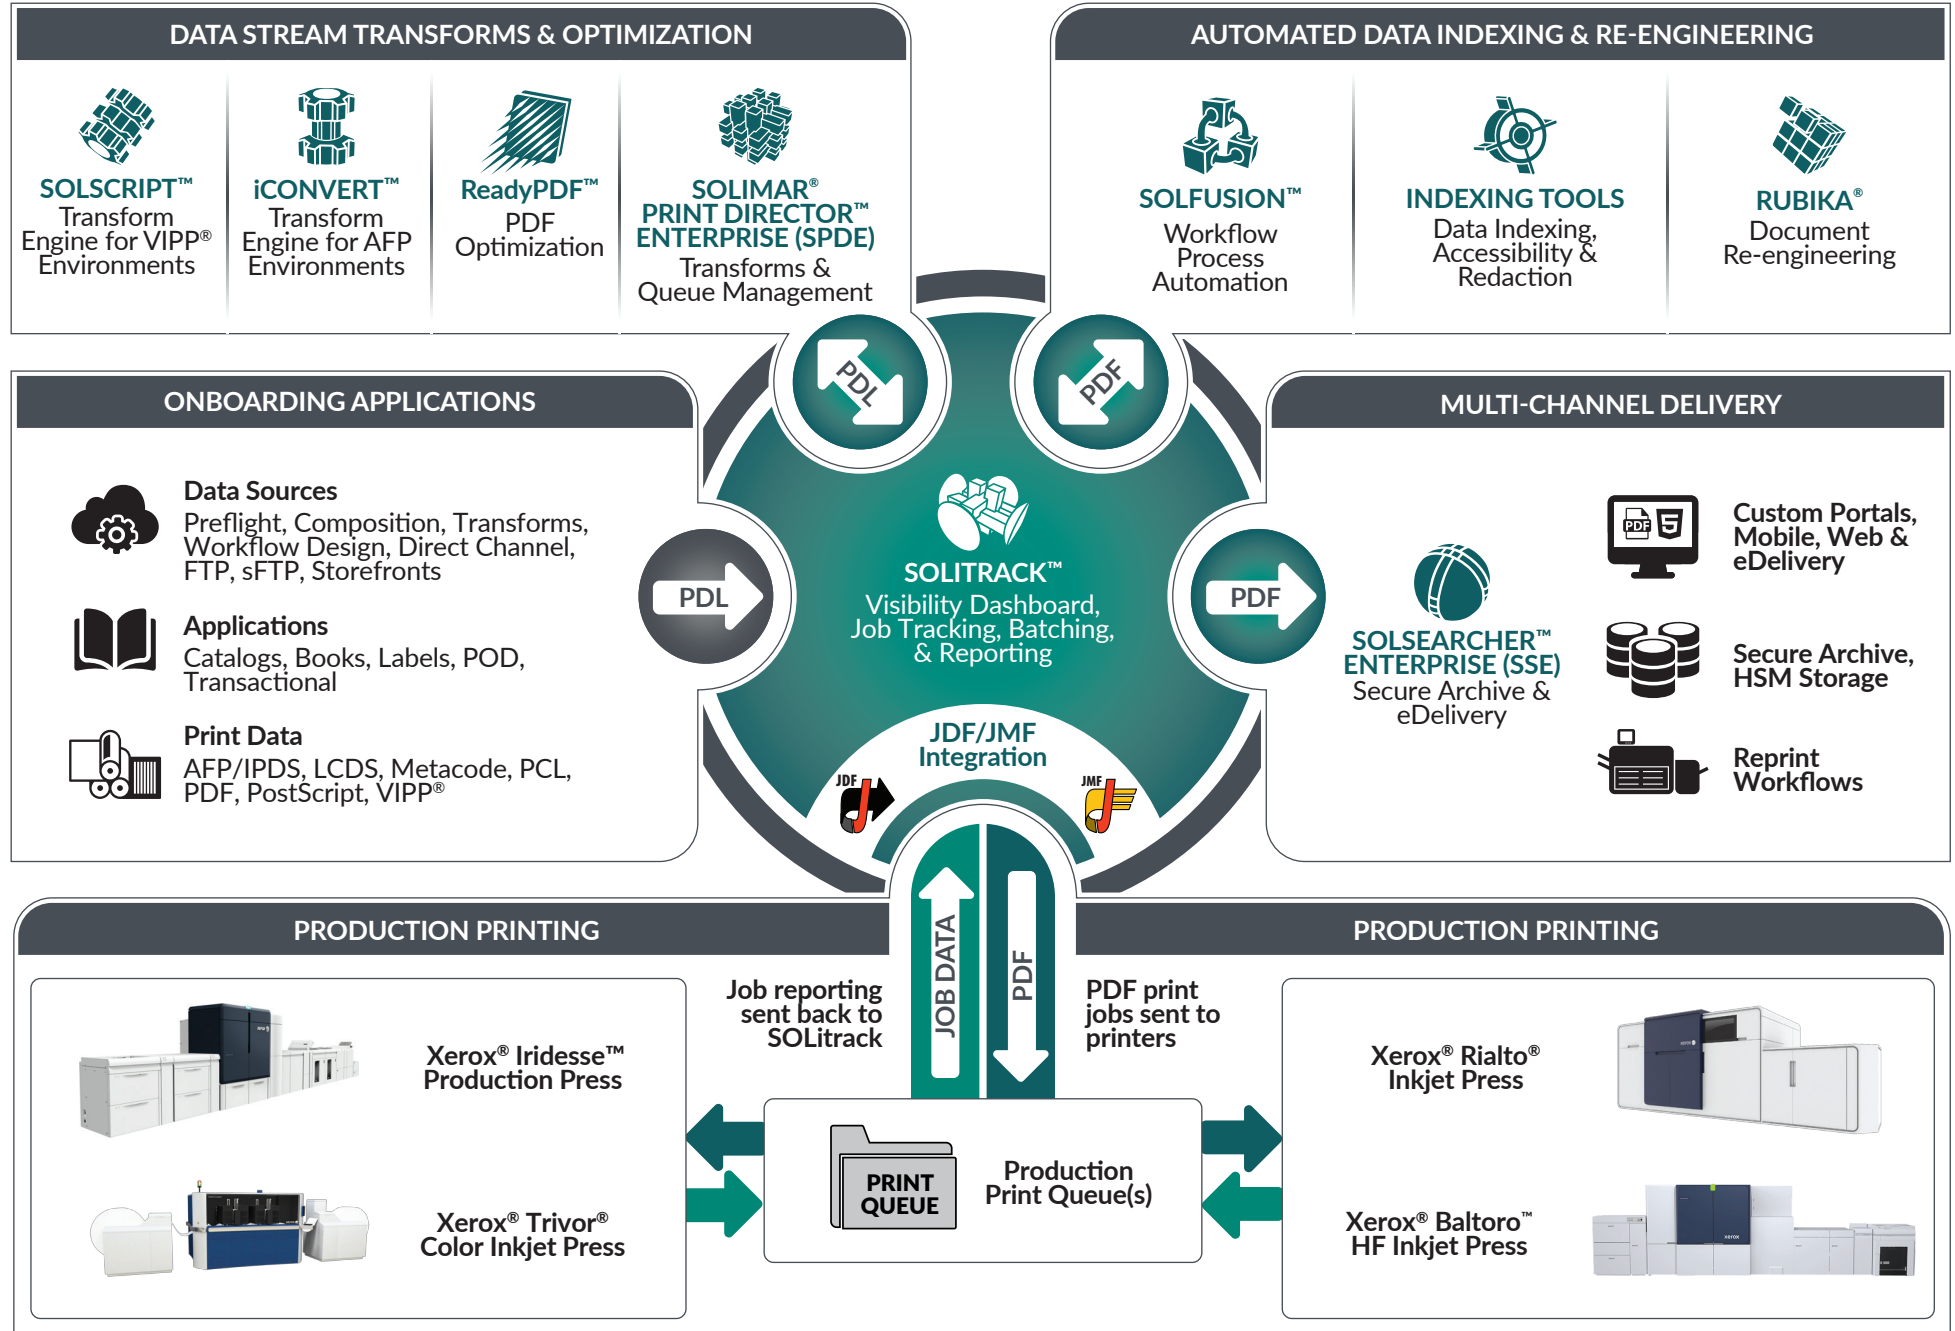 DATA STREAM TRANSFORMS & OPTIMIZATION
SOLSCRIPT™
Transform
Engine for VIPP®
Environments
iCONVERT™
Transform
Engine for AFP
Environments
ReadyPDF™
PDF
Optimization
SOLIMAR®
PRINT DIRECTOR™
ENTERPRISE (SPDE)
Transforms &
Queue Management
AUTOMATED DATA INDEXING & RE-ENGINEERING
SOLFUSION™
Workflow
Process
Automation
INDEXING TOOLS
Data Indexing,
Accessibility &
Redaction
RUBIKA®
Document
Re-engineering
PDL
PDF
ONBOARDING APPLICATIONS
Data Sources
Preflight, Composition, Transforms,
Workflow Design, Direct Channel,
FTP, sFTP, Storefronts
Applications
Catalogs, Books, Labels, POD,
Transactional
Print Data
AFP/IPDS, LCDS, Metacode, PCL,
PDF, PostScript, VIPP®
PDL
SOLITRACK™
Visibility Dashboard,
Job Tracking, Batching,
& Reporting
JDF/JMF
Integration
JDF
JMF
PDF
MULTI-CHANNEL DELIVERY
SOLSEARCHER™
ENTERPRISE (SSE)
Secure Archive &
eDelivery
PDF
5
Custom Portals,
Mobile, Web &
eDelivery
Secure Archive,
HSM Storage
Reprint
Workflows
PRODUCTION PRINTING
Xerox® Iridesse™
Production Press
Xerox® Trivor®
Color Inkjet Press
Job reporting
sent back to
SOLitrack
JOB DATA
PDF
PDF print
jobs sent to
printers
PRINT
QUEUE
Production
Print Queue(s)
PRODUCTION PRINTING
Xerox® Rialto®
Inkjet Press
Xerox® Baltoro™
HF Inkjet Press
xerox